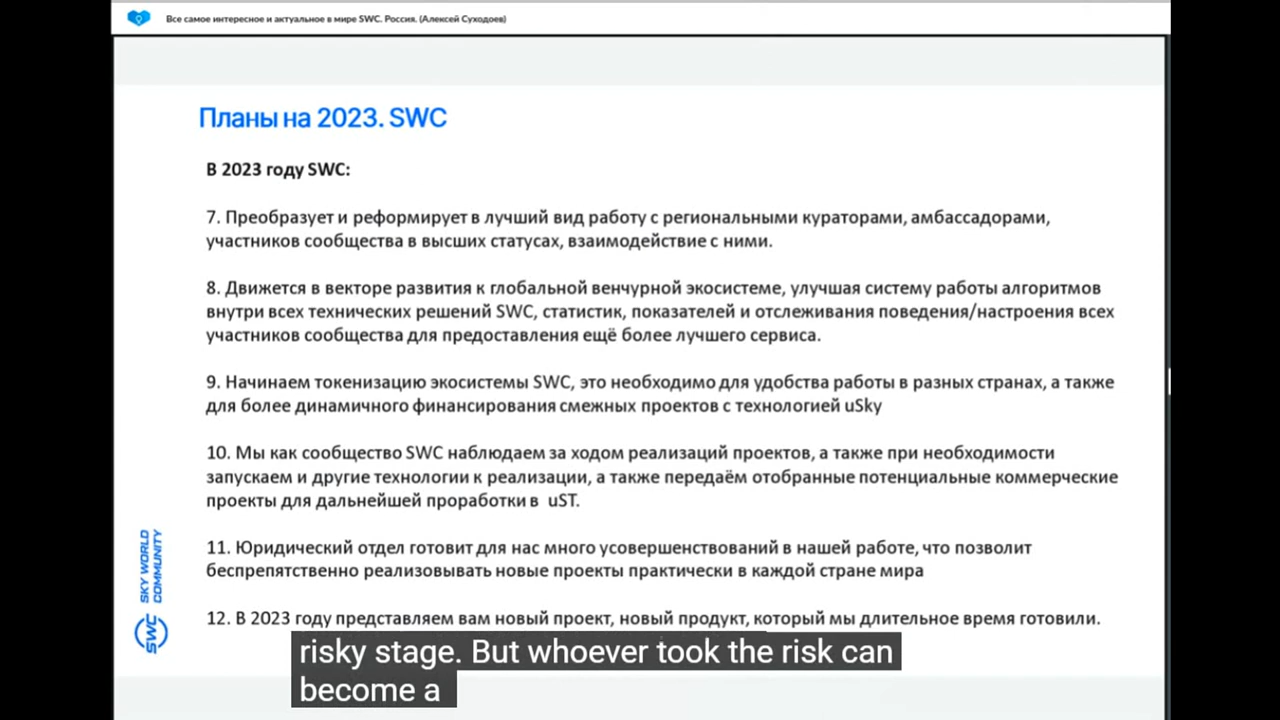 Все самое интересное и актуальное в мире SWC. Россия. (Алексей Суходоев)
Планы на 2023. SWC
В 2023 году SWC:
7. Преобразует и реформирует в лучший вид работу с региональными кураторами, амбассадорами,
участников сообщества в высших статусах, взаимодействие с ними.
8. Движется в векторе развития к глобальной венчурной экосистеме, улучшая систему работы алгоритмов
внутри всех технических решений SWC, статистик, показателей и отслеживания поведения/настроения всех
участников сообщества для предоставления ещё более лучшего сервиса.
9. Начинаем токенизацию экосистемы SWC, это необходимо для удобства работы в разных странах, а также
для более динамичного финансирования смежных проектов с технологией uSky
10. Мы как сообщество SWC наблюдаем за ходом реализаций проектов, а также при необходимости
запускаем и другие технологии к реализации, а также передаём отобранные потенциальные коммерческие
проекты для дальнейшей проработки в uST.
11. Юридический отдел готовит для нас много усовершенствований в нашей работе, что позволит
беспрепятственно реализовывать новые проекты практически в каждой стране мира
12. В 2023 году представляем вам новый проект, новый продукт, который мы длительное время готовили.
SKY WORLD
COMMUNITY
SWC
risky stage. But whoever took the risk can
become a